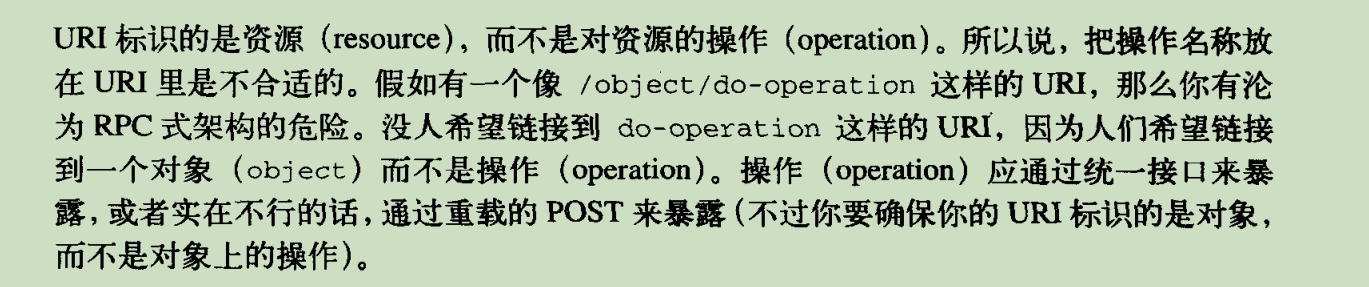 URI 标识的是资源（resource），而不是对资源的操作（operation）。所以说，把操作名称放
在 URI 里是不合适的。假如有一个像 /object/do-operation 这样的 URI，那么你有沦
为 RPC 式架构的危险。没人希望链接到 do-operation 这样的 URI，因为人们希望链接
到一个对象（object）而不是操作（operation）。操作（operation）应通过统一接口来暴
露，或者实在不行的话，通过重载的 POST 来暴露（不过你要确保你的 URI 标识的是对象，
而不是对象上的操作）。